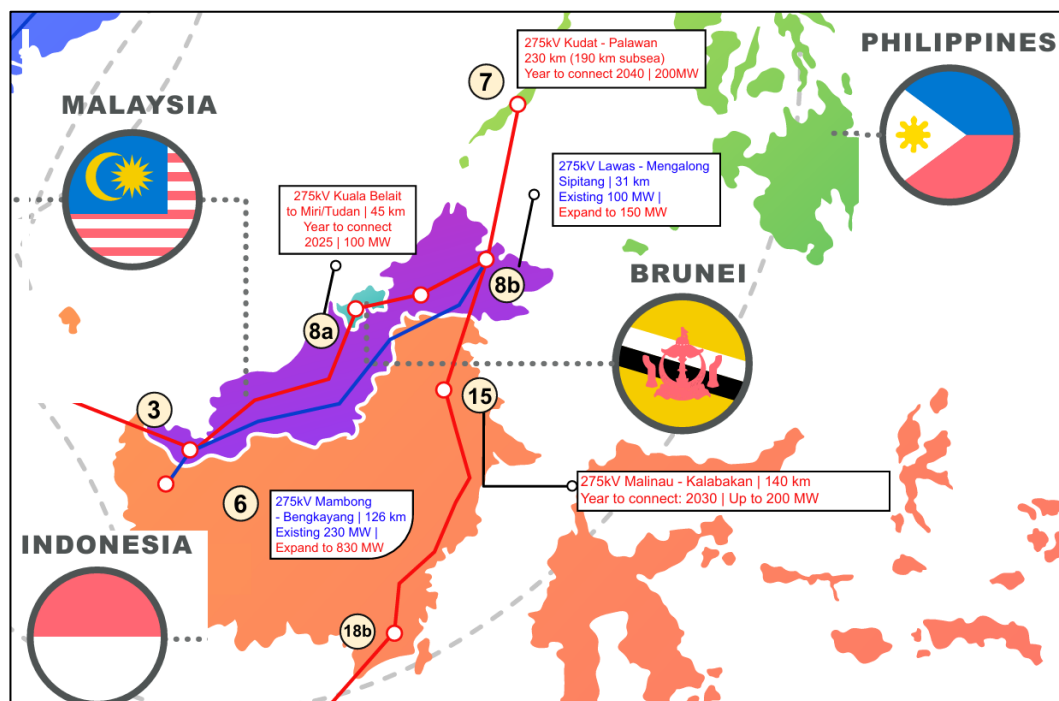 275kV Kudat - Palawan
230 km (190 km subsea)
Year to connect 2040 | 200MW
PHILIPPINES
7
MALAYSIA
275kV Lawas - Mengalong
Sipitang | 31 km
Existing 100 MW |
Expand to 150 MW
275kV Kuala Belait
to Miri/Tudan | 45 km
Year to connect
2025 | 100 MW
BRUNEI
8b
8a
3
15
275kV Malinau - Kalabakan | 140 km
Year to connect: 2030 | Up to 200 MW
6
275kV Mambong
- Bengkayang | 126 km
Existing 230 MW |
Expand to 830 MW
INDONESIA
18b